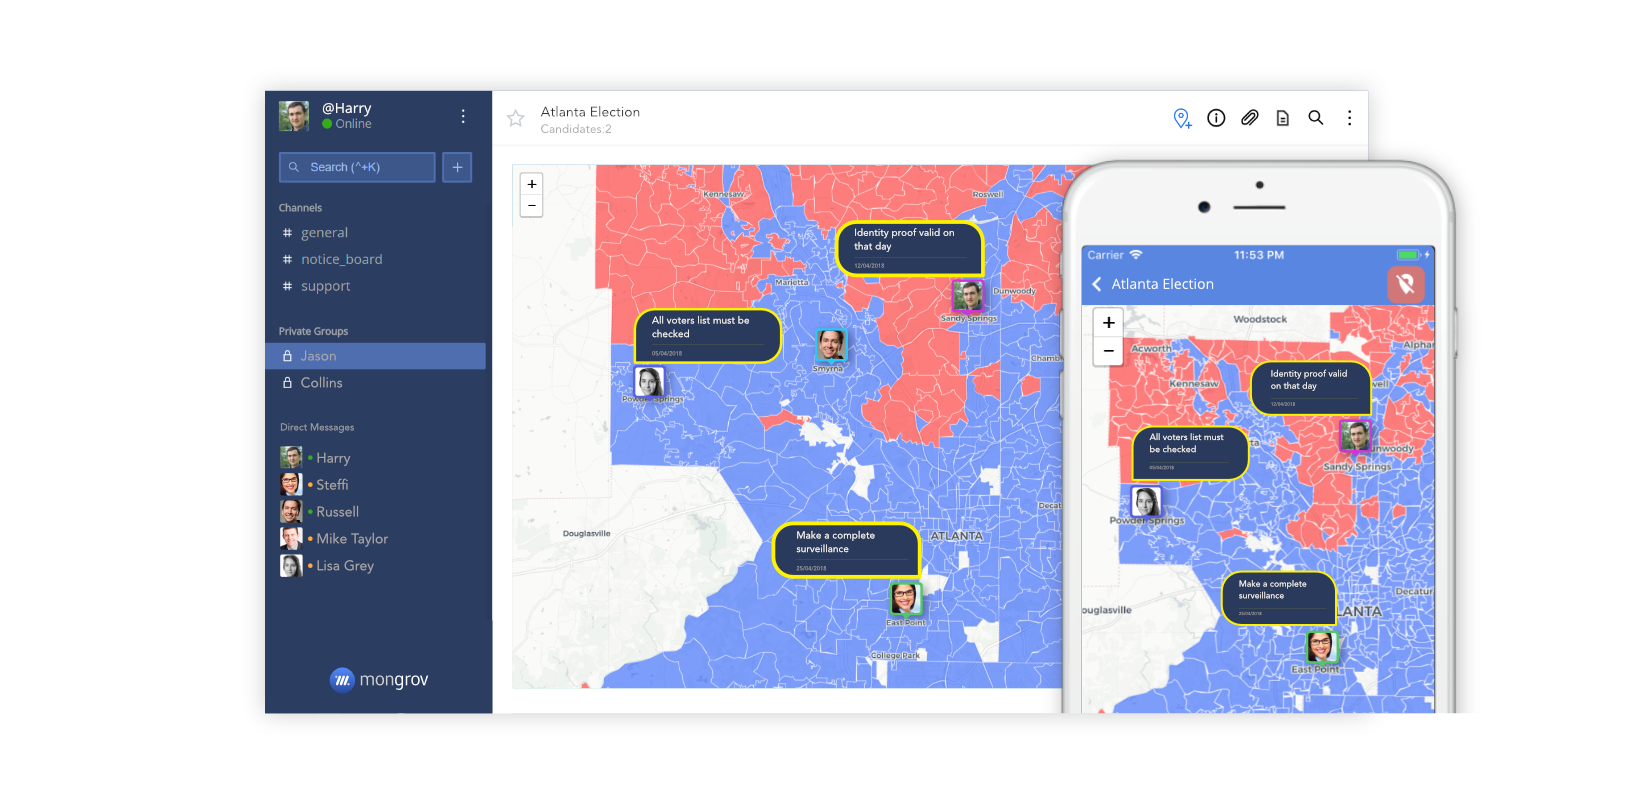 @Harry
Online
Search (^+K)
+
Channels
# general
# notice_board
# support
Private Groups
Jason
Collins
Direct Messages
Harry
Steffi
Russell
Mike Taylor
Lisa Grey
mongrov
Atlanta Election
Candidates:2
+
−
Kennesaw
Roswell
Identity proof valid on
that day
12/04/2018
Marietta
Dunwoody
Sandy Springs
All voters list must be
checked
05/04/2018
Smyrna
Chamb
Powder Springs
Decat
Douglasville
ATLANTA
Make a complete
surveillance
25/04/2018
East Point
College Park
Carrier
11:53 PM
Atlanta Election
+
−
Woodstock
Acworth
Alphar
Kennesaw
well
Identity proof valid
on that day
12/04/2018
All voters list must
be checked
05/04/2018
ta
unwoody
Sandy Springs
Powder Springs
Make a complete
surveillance
25/04/2018
Decatur
ouglasville
LANTA
East Point